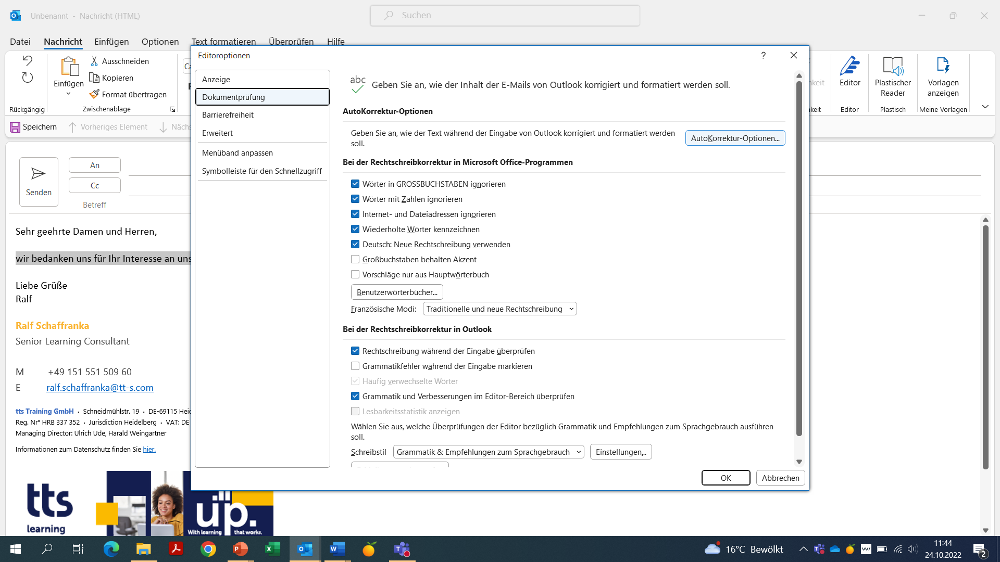 Unbenannt - Nachricht (HTML)
Suchen
Datei Nachricht Einfügen Optionen Text formatieren Überprüfen Hilfe
Einfügen
Ausschneiden
Kopieren
Format übertragen
Rückgängig
Zwischenablage
Editor
Plastischer Reader
Vorlagen anzeigen
Editor
Plastisch
Meine Vorlagen
Speichern
Vorheriges Element
Senden
An
Cc
Betreff
Sehr geehrte Damen und Herren,
wir bedanken uns für Ihr Interesse an uns
Liebe Grüße
Ralf
Ralf Schaffranka
Senior Learning Consultant
M +49 151 551 509 60
E ralf.schaffranka@tt-s.com
tts Training GmbH · Schneidmühlstr. 19 · DE-69115 Heid
Reg. Nr° HRB 337 352 · Jurisdiction Heidelberg · VAT: DE
Managing Director: Ulrich Ude, Harald Weingartner
Informationen zum Datenschutz finden Sie hier.
tts
learning
up.
With learning that works.
Editoroptionen
?
Anzeige
Dokumentprüfung
Barrierefreiheit
Erweitert
Menüband anpassen
Symbolleiste für den Schnellzugriff
abc
Geben Sie an, wie der Inhalt der E-Mails von Outlook korrigiert und formatiert werden soll.
AutoKorrektur-Optionen
Geben Sie an, wie der Text während der Eingabe von Outlook korrigiert und formatiert werden
soll.
AutoKorrektur-Optionen...
Bei der Rechtschreibkorrektur in Microsoft Office-Programmen
Wörter in GROSSBUCHSTABEN ignorieren
Wörter mit Zahlen ignorieren
Internet- und Dateiadressen ignorieren
Wiederholte Wörter kennzeichnen
Deutsch: Neue Rechtschreibung verwenden
Großbuchstaben behalten Akzent
Vorschläge nur aus Hauptwörterbuch
Benutzerwörterbücher...
Französische Modi: Traditionelle und neue Rechtschreibung
Bei der Rechtschreibkorrektur in Outlook
Rechtschreibung während der Eingabe überprüfen
Grammatikfehler während der Eingabe markieren
Häufig verwechselte Wörter
Grammatik und Verbesserungen im Editor-Bereich überprüfen
Lesbarkeitsstatistik anzeigen
Wählen Sie aus, welche Überprüfungen der Editor bezüglich Grammatik und Empfehlungen zum Sprachgebrauch ausführen
soll.
Schreibstil Grammatik & Empfehlungen zum Sprachgebrauch Einstellungen...
OK
Abbrechen
16°C Bewölkt
11:44
24.10.2022
2